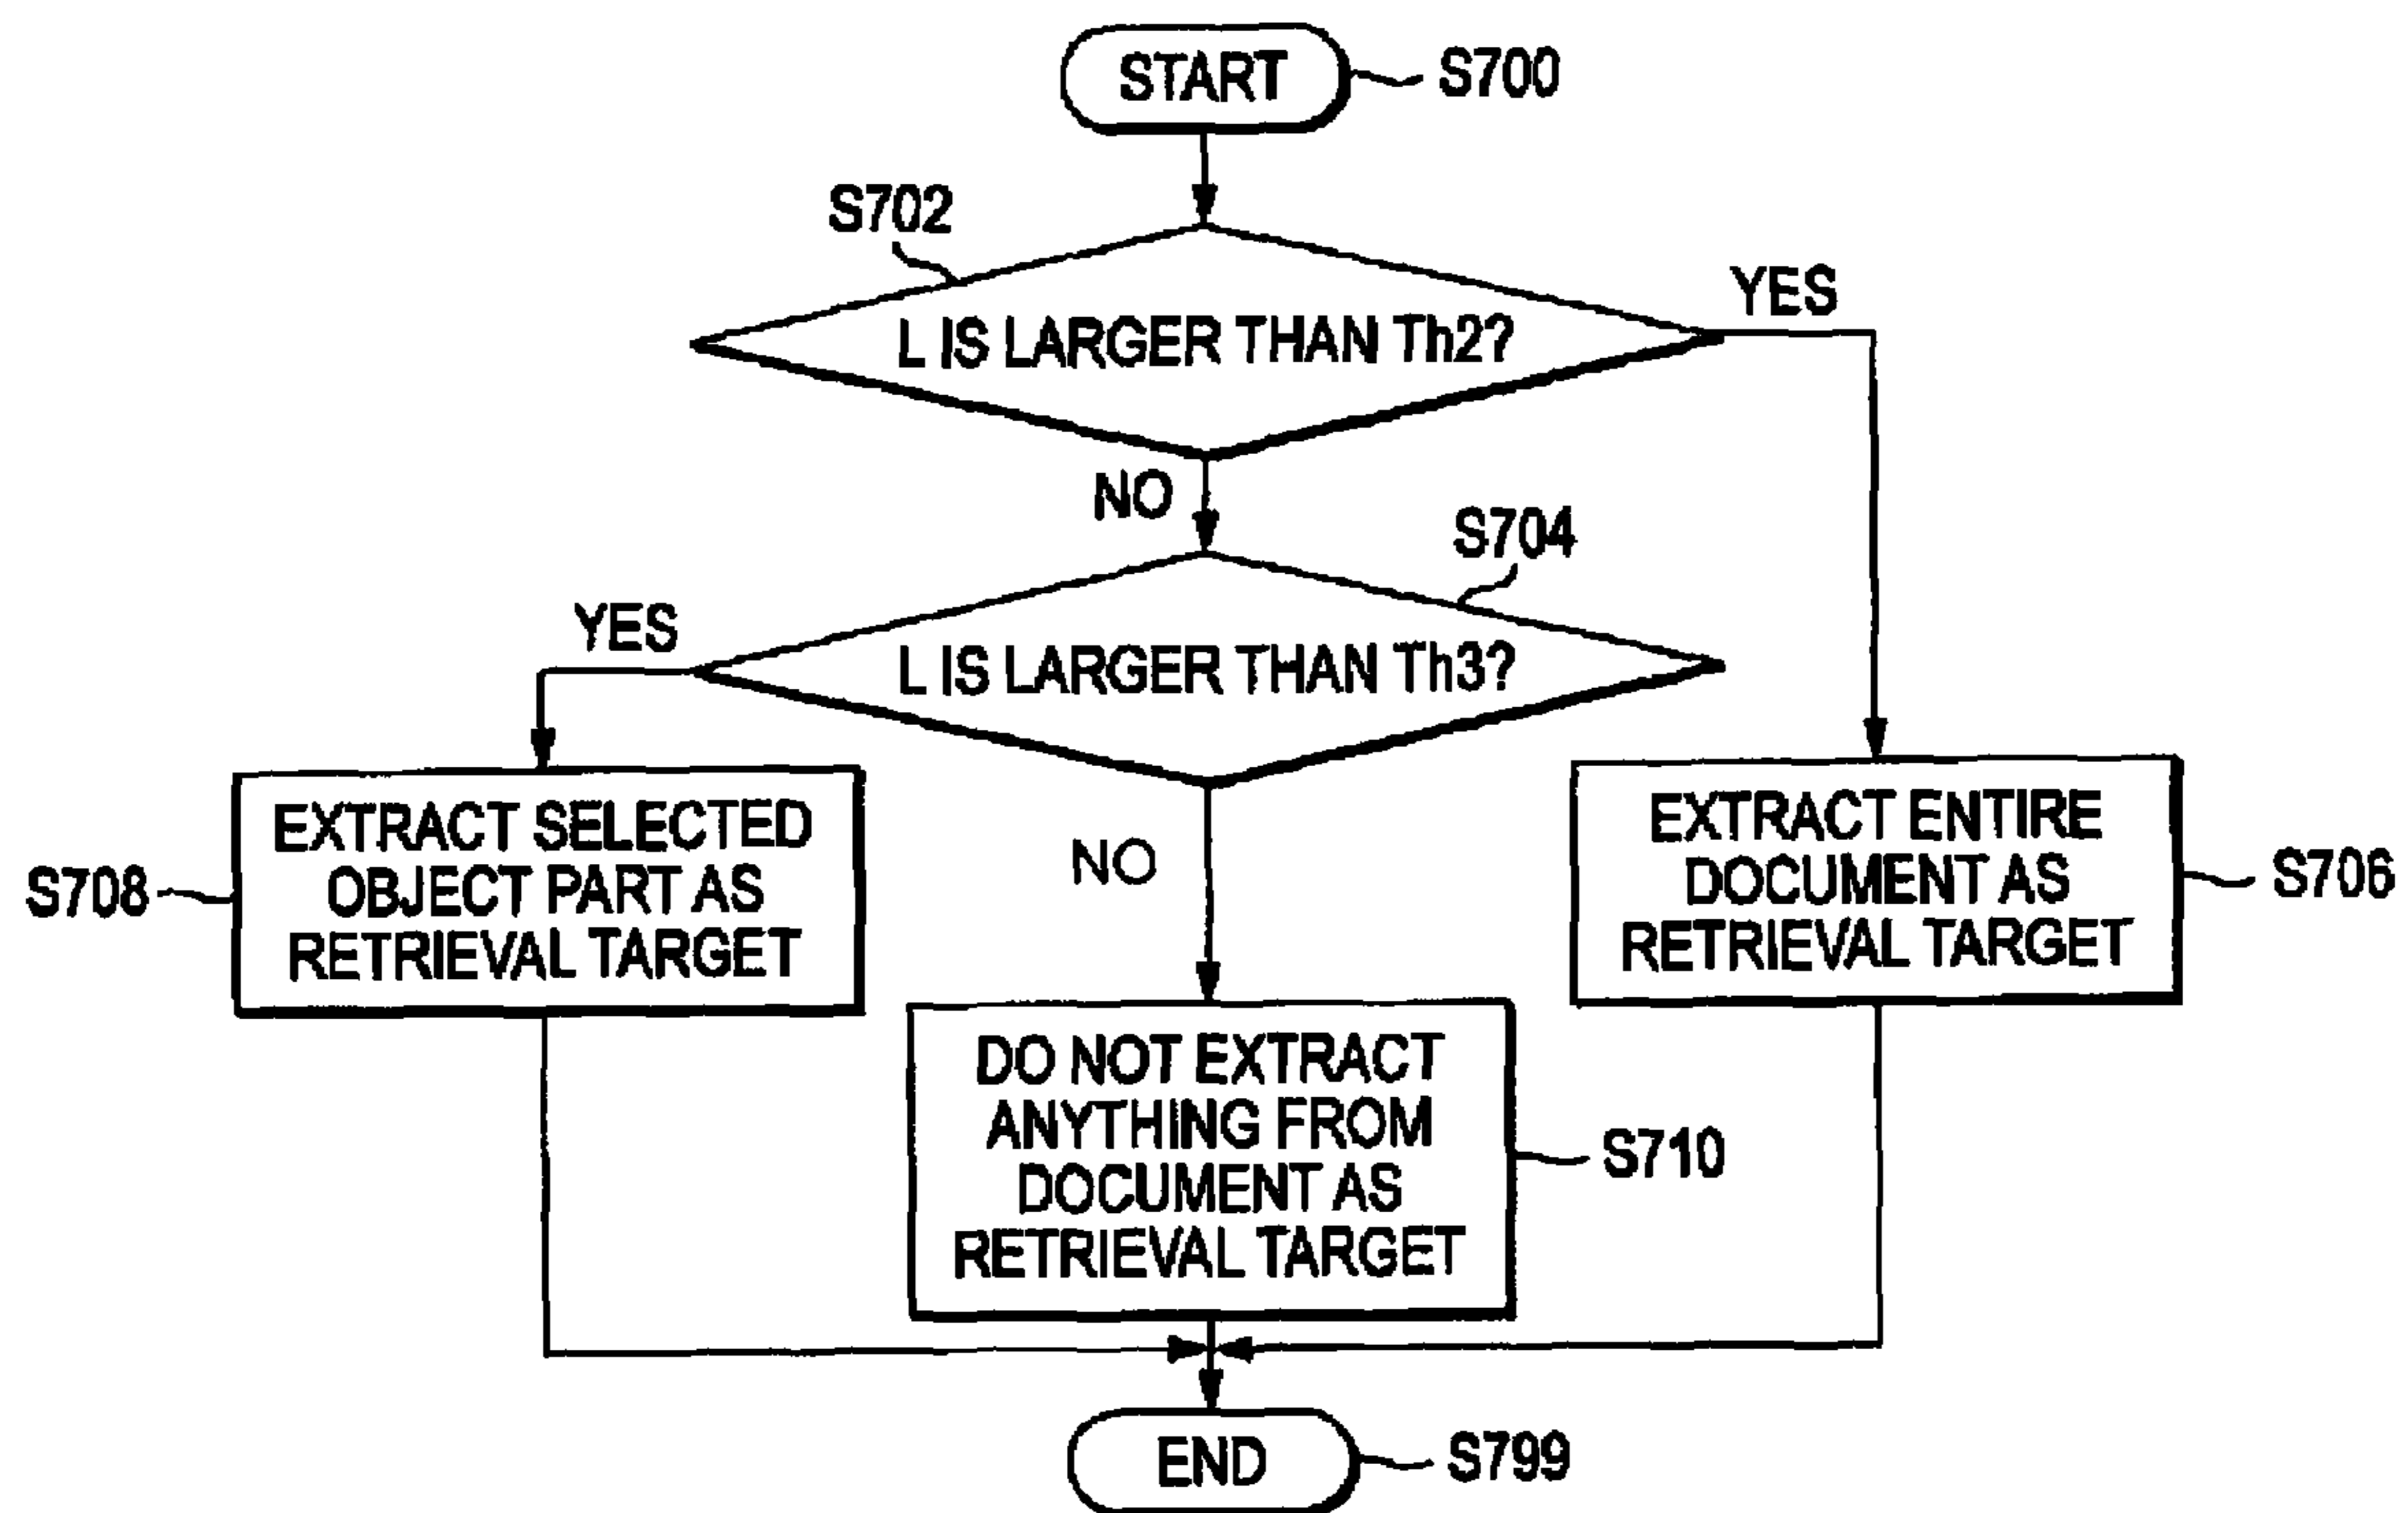 START
S700
S702
YES
L IS LARGER THAN Th2?
NO
S704
YES
L IS LARGER THAN Th3?
EXTRACT SELECTED
OBJECT PART AS
RETRIEVAL TARGET
S708
NO
EXTRACT ENTIRE
DOCUMENT AS
RETRIEVAL TARGET
S706
DO NOT EXTRACT
ANYTHING FROM
DOCUMENT AS
RETRIEVAL TARGET
S710
END
S799